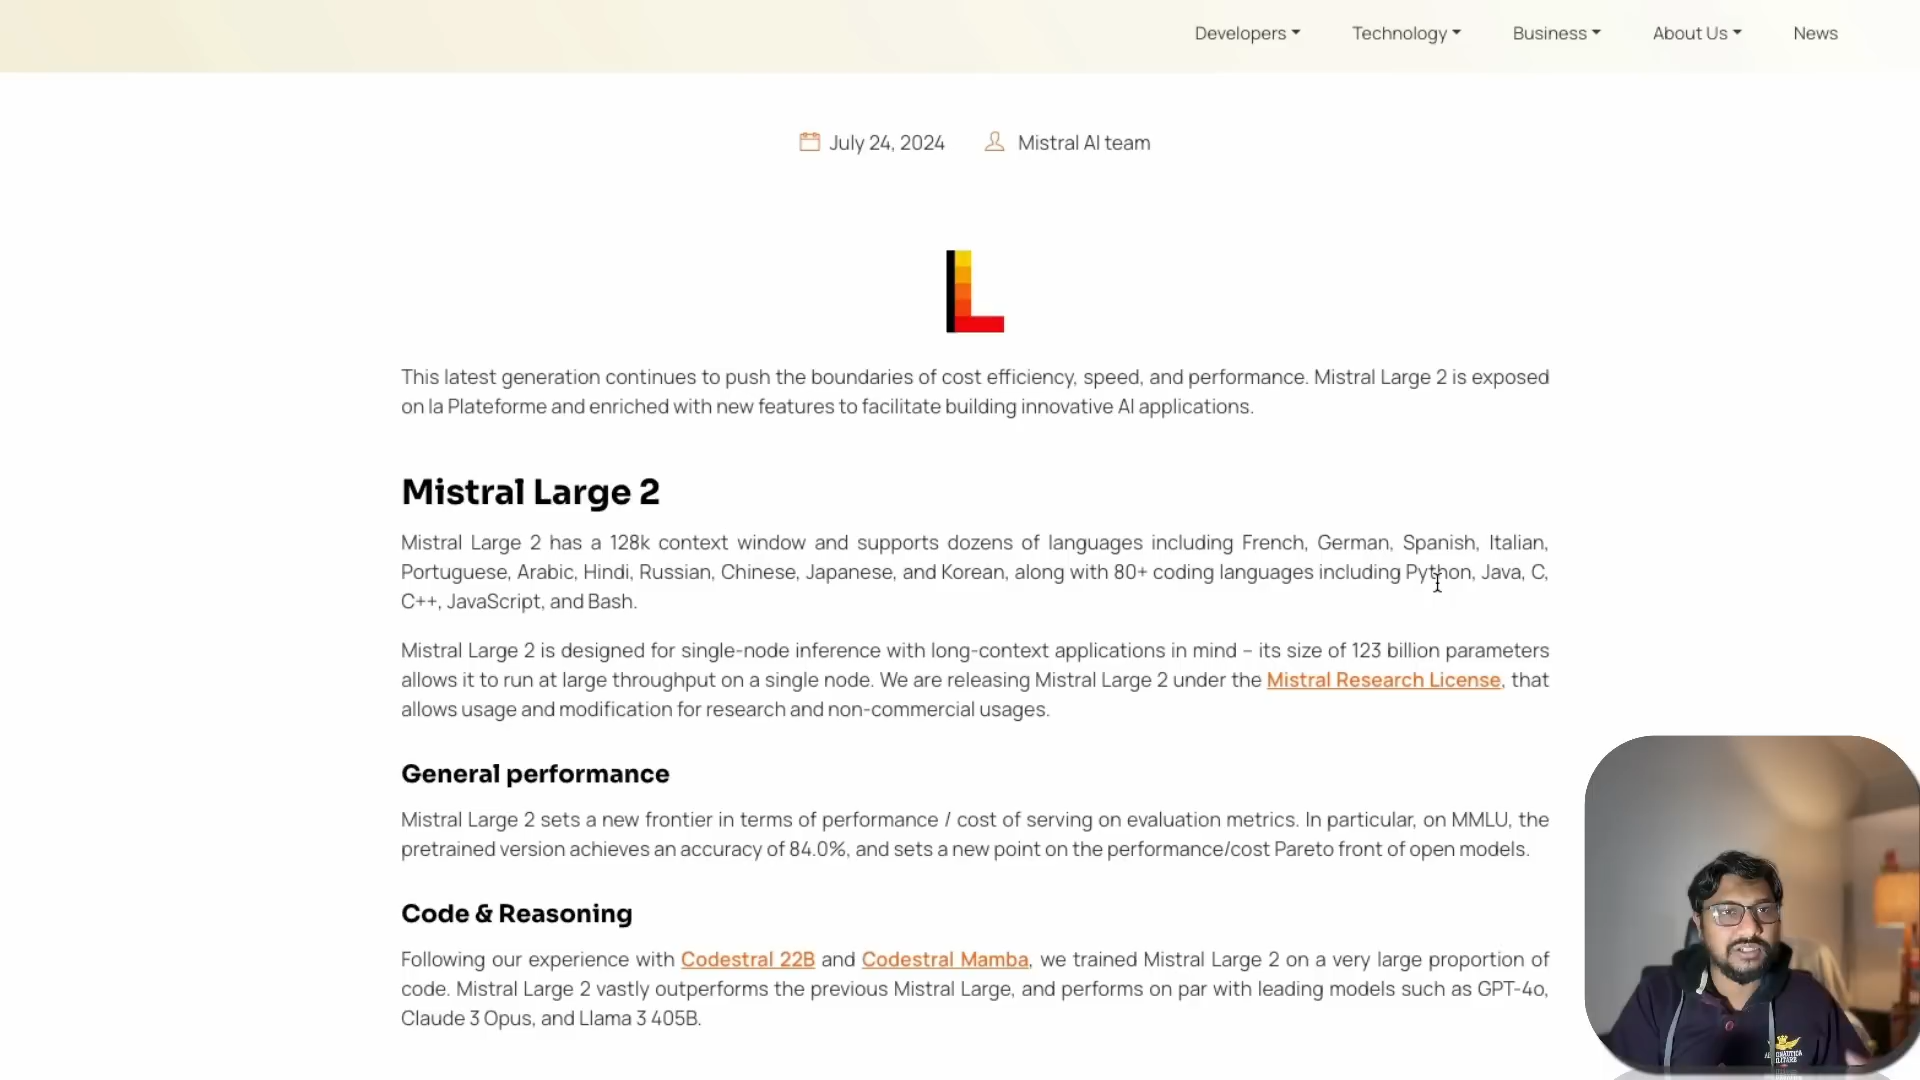 Developers Technology Business About Us News
July 24, 2024 Mistral AI team
L
This latest generation continues to push the boundaries of cost efficiency, speed, and performance. Mistral Large 2 is exposed
on la Plateforme and enriched with new features to facilitate building innovative AI applications.
Mistral Large 2
Mistral Large 2 has a 128k context window and supports dozens of languages including French, German, Spanish, Italian,
Portuguese, Arabic, Hindi, Russian, Chinese, Japanese, and Korean, along with 80+ coding languages including Python, Java, C,
C++, JavaScript, and Bash.
Mistral Large 2 is designed for single-node inference with long-context applications in mind – its size of 123 billion parameters
allows it to run at large throughput on a single node. We are releasing Mistral Large 2 under the Mistral Research License, that
allows usage and modification for research and non-commercial usages.
General performance
Mistral Large 2 sets a new frontier in terms of performance / cost of serving on evaluation metrics. In particular, on MMLU, the
pretrained version achieves an accuracy of 84.0%, and sets a new point on the performance/cost Pareto front of open models.
Code & Reasoning
Following our experience with Codestral 22B and Codestral Mamba, we trained Mistral Large 2 on a very large proportion of
code. Mistral Large 2 vastly outperforms the previous Mistral Large, and performs on par with leading models such as GPT-4o,
Claude 3 Opus, and Llama 3 405B.